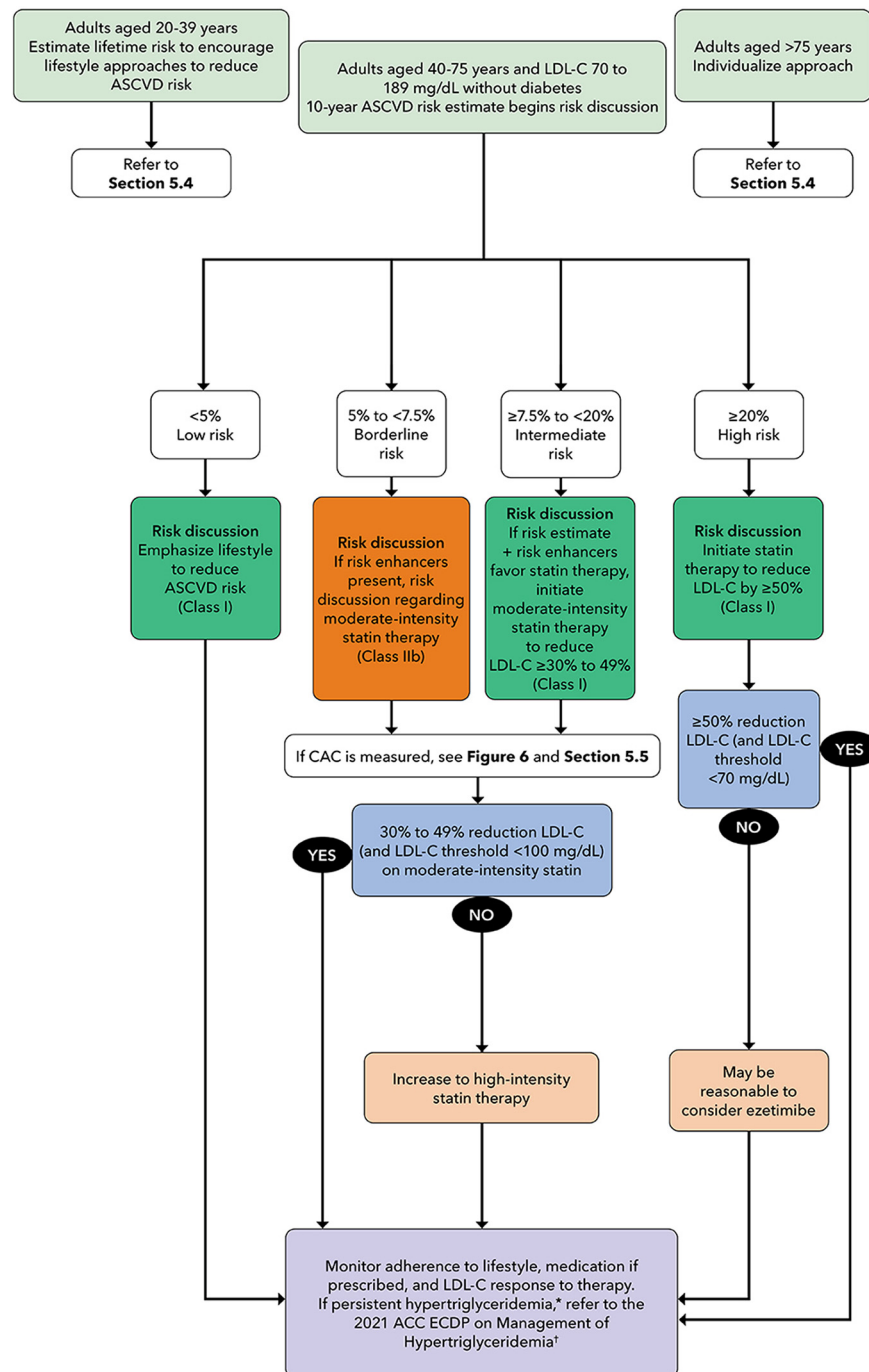 Adults aged 20-39 years
Estimate lifetime risk to encourage
lifestyle approaches to reduce
ASCVD risk
Adults aged 40-75 years and LDL-C 70 to
189 mg/dL without diabetes
10-year ASCVD risk estimate begins risk discussion
Adults aged >75 years
Individualize approach
Refer to
Section 5.4
Refer to
Section 5.4
<5%
Low risk
5% to <7.5%
Borderline
risk
≥7.5% to <20%
Intermediate
risk
≥20%
High risk
Risk discussion
Emphasize lifestyle
to reduce
ASCVD risk
(Class I)
Risk discussion
If risk enhancers
present, risk
discussion regarding
moderate-intensity
statin therapy
(Class IIb)
Risk discussion
If risk estimate
+ risk enhancers
favor statin therapy,
initiate
moderate-intensity
statin therapy
to reduce
LDL-C ≥30% to 49%
(Class I)
Risk discussion
Initiate statin
therapy to reduce
LDL-C by ≥50%
(Class I)
If CAC is measured, see Figure 6 and Section 5.5
≥50% reduction
LDL-C (and LDL-C
threshold
<70 mg/dL)
YES
NO
30% to 49% reduction LDL-C
(and LDL-C threshold <100 mg/dL)
on moderate-intensity statin
YES
NO
Increase to high-intensity
statin therapy
May be
reasonable to
consider ezetimibe
Monitor adherence to lifestyle, medication if
prescribed, and LDL-C response to therapy.
If persistent hypertriglyceridemia,* refer to the
2021 ACC ECDP on Management of
Hypertriglyceridemia†